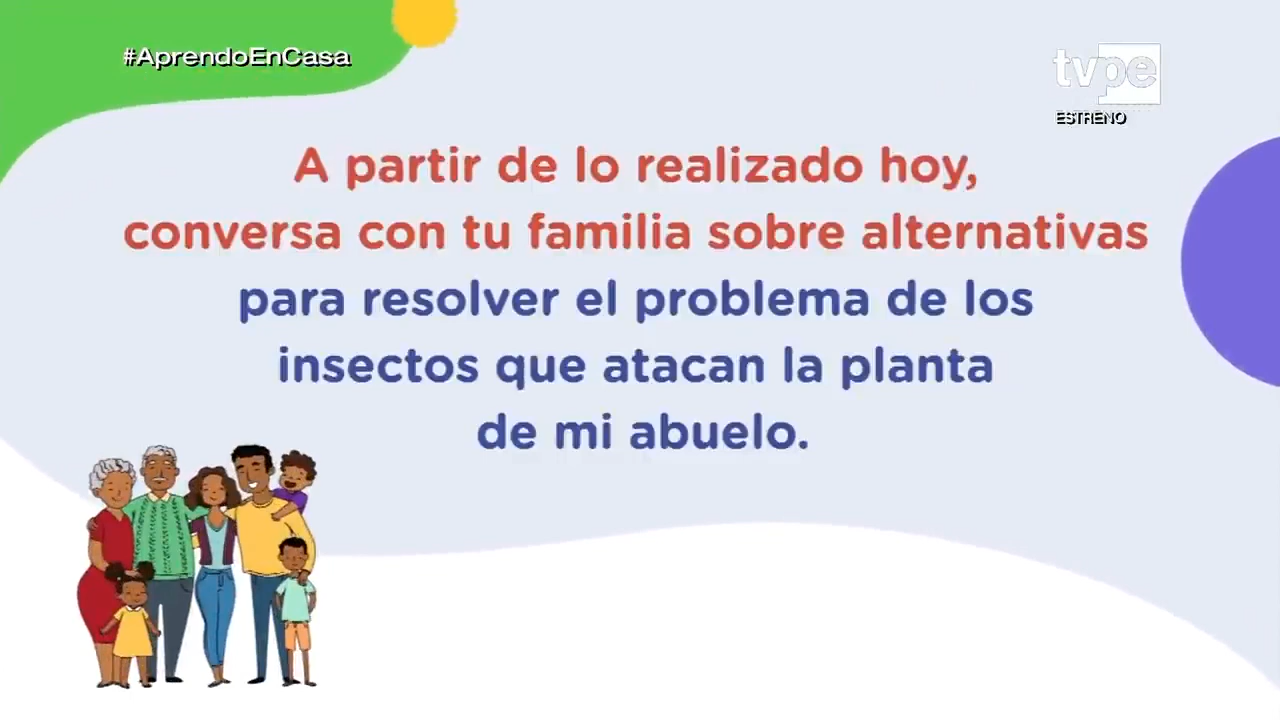 #AprendoEnCasa
tvpe
ESTRENO
A partir de lo realizado hoy,
conversa con tu familia sobre alternativas
para resolver el problema de los
insectos que atacan la planta
de mi abuelo.